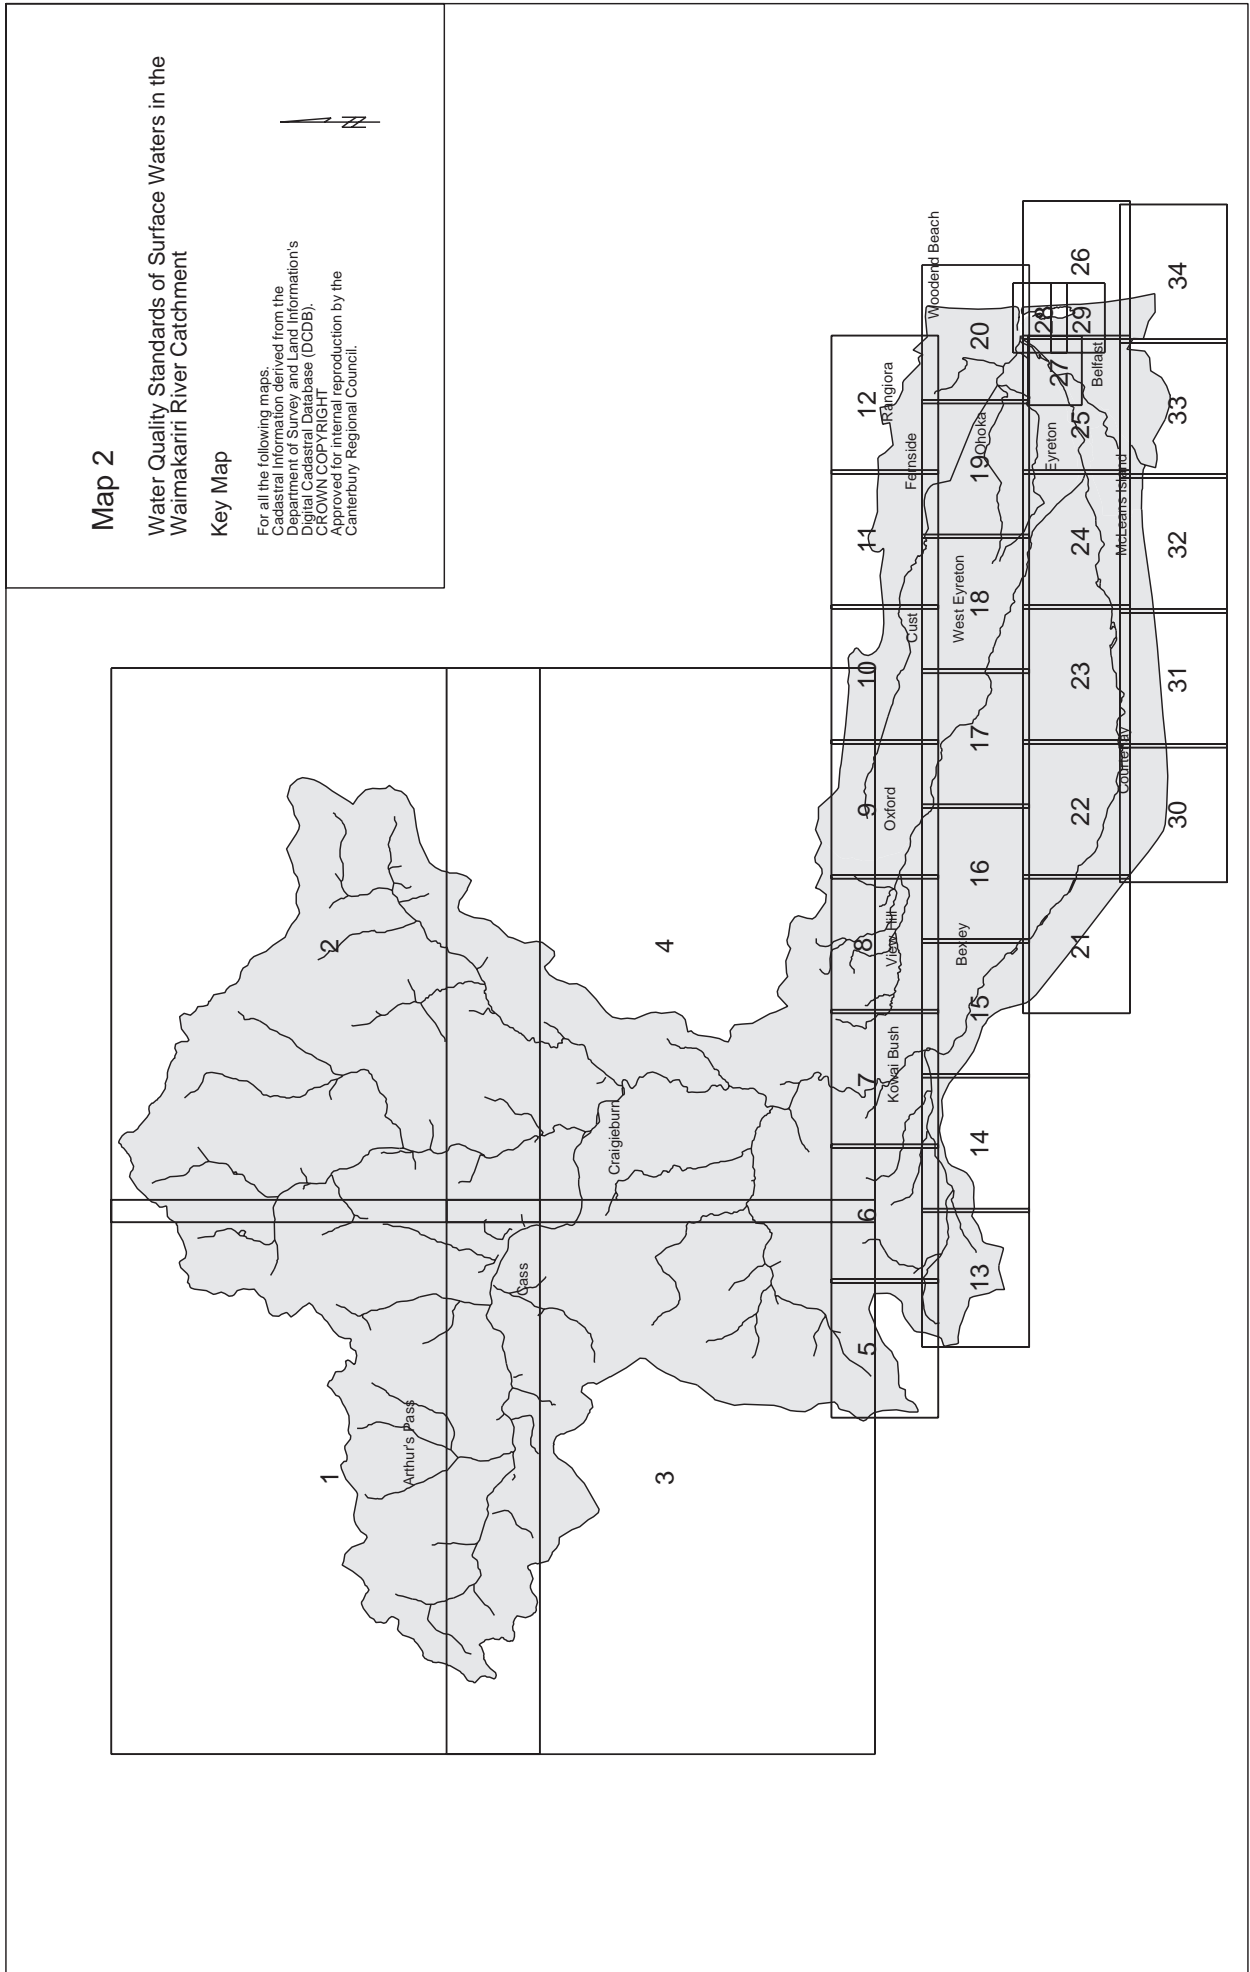 Map 2
Water Quality Standards of Surface Waters in the
Waimakariri River Catchment
Key Map
For all the following maps.
Cadastral Information derived from the
Department of Survey and Land Information's
Digital Cadastral Database (DCDB).
CROWN COPYRIGHT
Approved for internal reproduction by the
Canterbury Regional Council.
N
1
2
Arthur's Pass
Cass
Craigieburn
3
4
5
6
7
8
9
10
11
12
Kowai Bush
View Hill
Oxford
Cust
Fernside
Rangiora
Woodend Beach
13
14
15
16
17
18
19
20
Bexley
West Eyreton
Ohoka
Eyreton
21
22
23
24
25
26
27
28
29
Belfast
Courtenay
McLeans Island
30
31
32
33
34